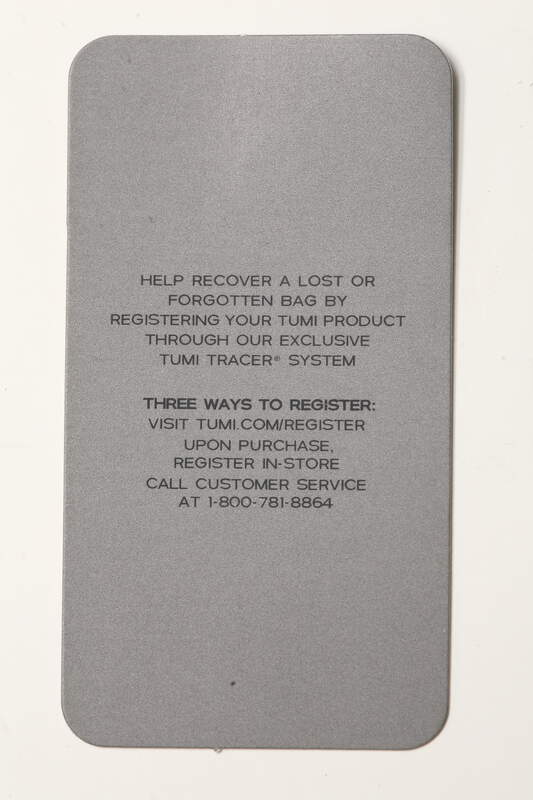 HELP RECOVER A LOST OR
FORGOTTEN BAG BY
REGISTERING YOUR TUMI PRODUCT
THROUGH OUR EXCLUSIVE
TUMI TRACER® SYSTEM
THREE WAYS TO REGISTER:
VISIT TUMI.COM/REGISTER
UPON PURCHASE,
REGISTER IN-STORE
CALL CUSTOMER SERVICE
AT 1-800-781-8864